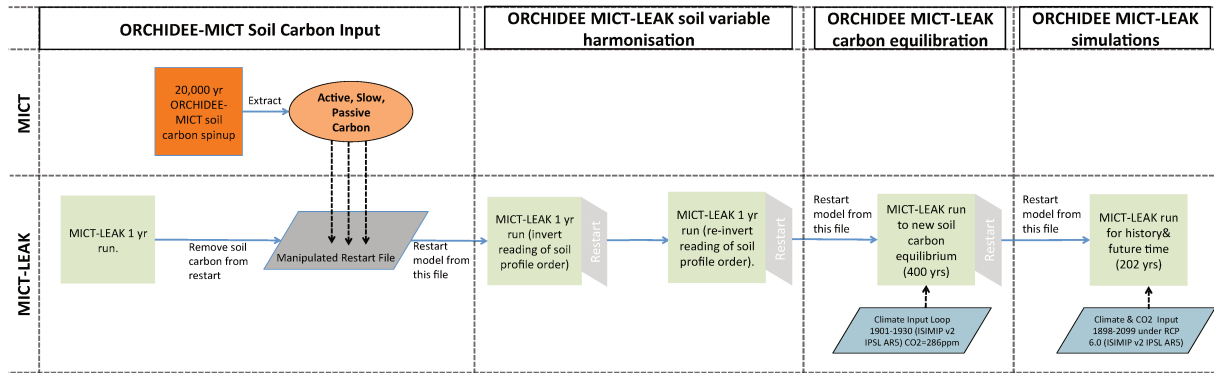 ORCHIDEE-MICT Soil Carbon Input
ORCHIDEE MICT-LEAK soil variable
harmonisation
ORCHIDEE MICT-LEAK
carbon equilibration
ORCHIDEE MICT-LEAK
simulations
MICT
20,000 yr
ORCHIDEE-
MICT soil
carbon spinup
Extract
Active, Slow,
Passive
Carbon
MICT-LEAK
MICT-LEAK 1 yr
run.
Remove soil
carbon from
restart
Manipulated Restart File
Restart
model from
this file
MICT-LEAK 1 yr
run (invert
reading of soil
profile order)
Restart
MICT-LEAK 1 yr
run (re-invert
reading of soil
profile order).
Restart
Restart
model from
this file
MICT-LEAK run
to new soil
carbon
equilibrium
(400 yrs)
Restart
Climate Input Loop
1901-1930 (ISIMIP v2
IPSL AR5) CO2=286ppm
Restart
model from
this file
MICT-LEAK run
for history&
future time
(202 yrs)
Climate & CO2 Input
1898-2099 under RCP
6.0 (ISIMIP v2 IPSL AR5)